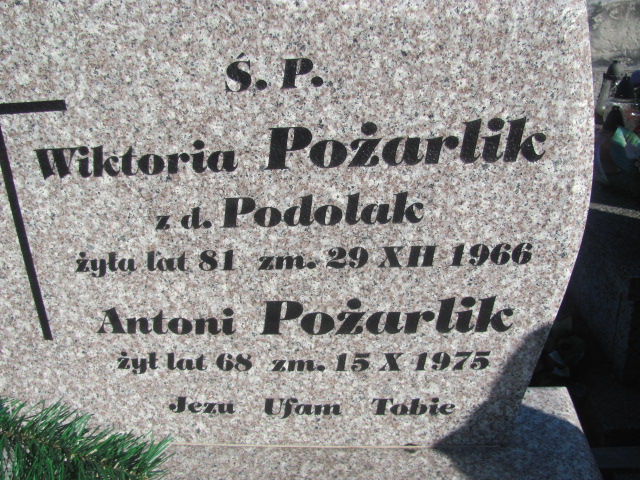 Ś. P.
Wiktoria Pożarlik
z d. Podolak
żyła lat 81 zm. 29 XII 1966
Antoni Pożarlik
żył lat 68 zm. 15 X 1975
Jezu Ufam Tobie